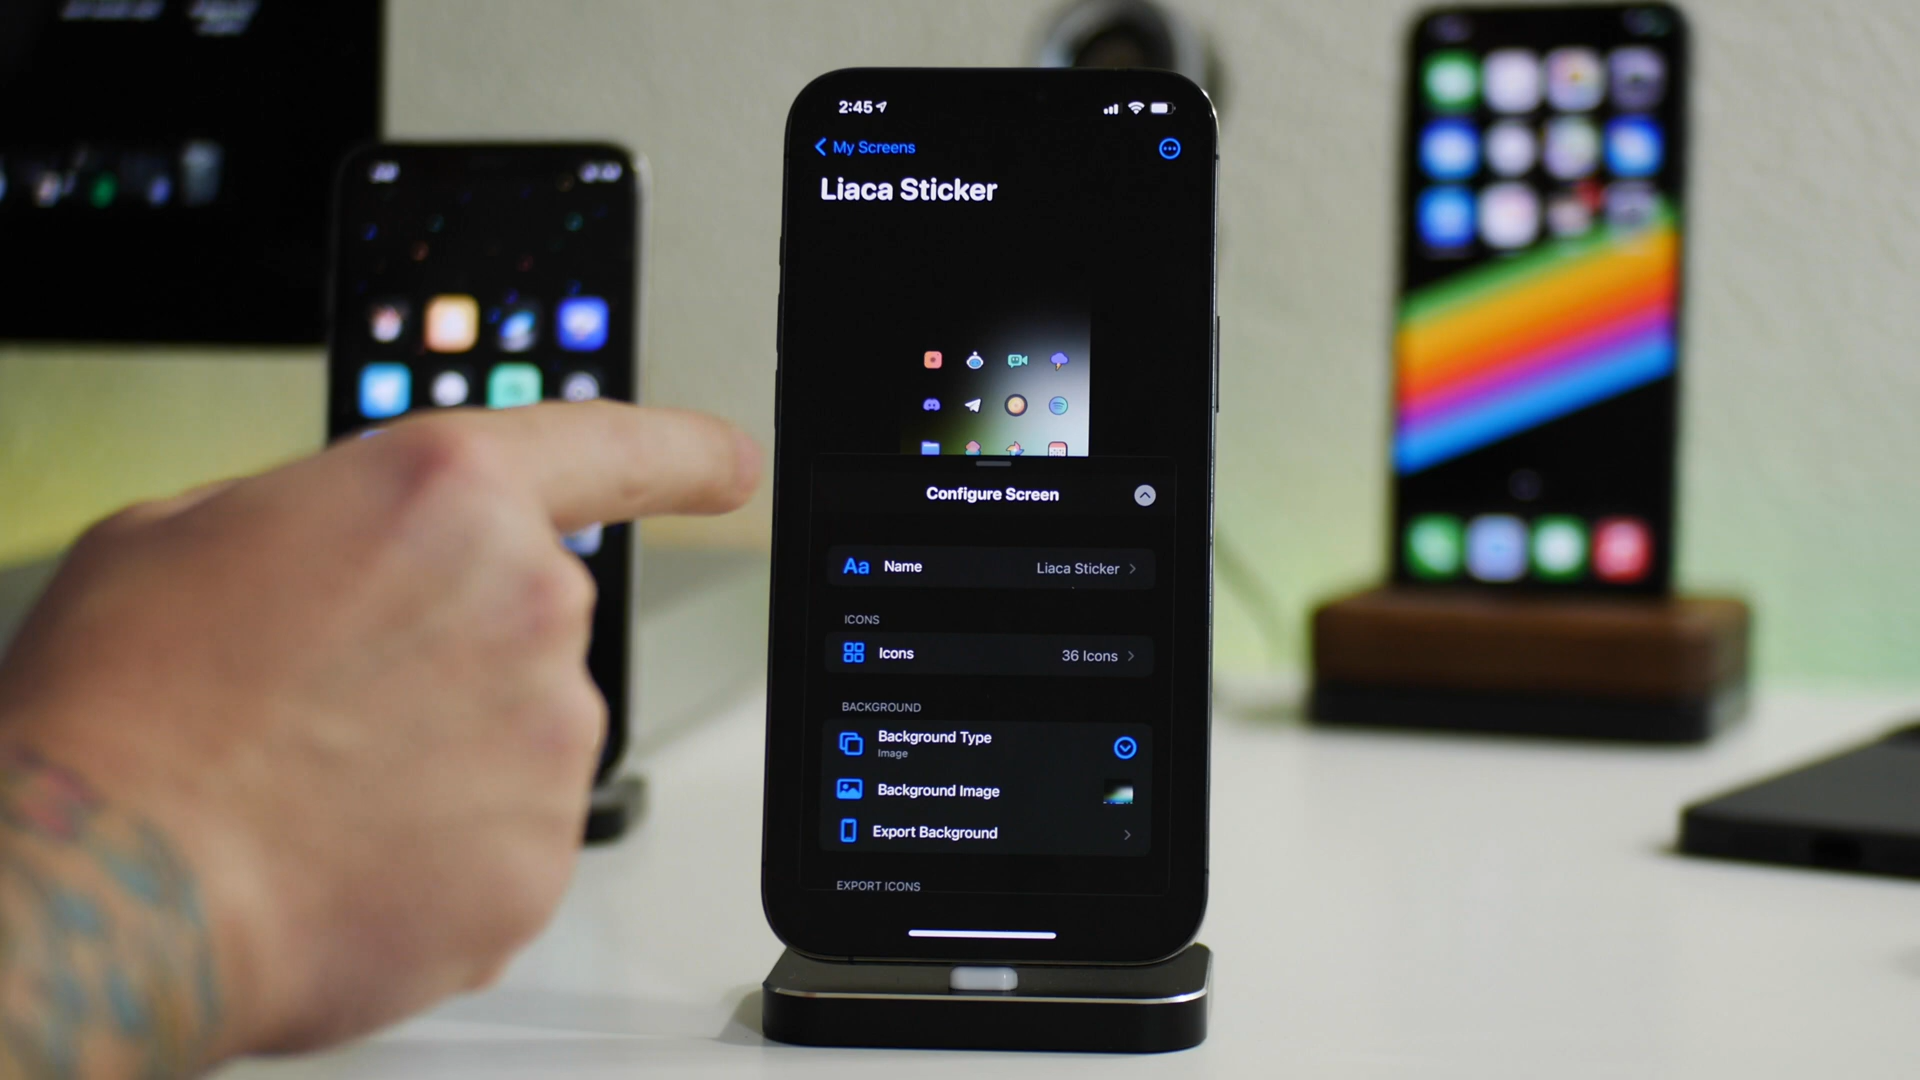 2:45
My Screens
Liaca Sticker
Configure Screen
Aa Name Liaca Sticker
ICONS
Icons 36 Icons
BACKGROUND
Background Type
Image
Background Image
Export Background
EXPORT ICONS